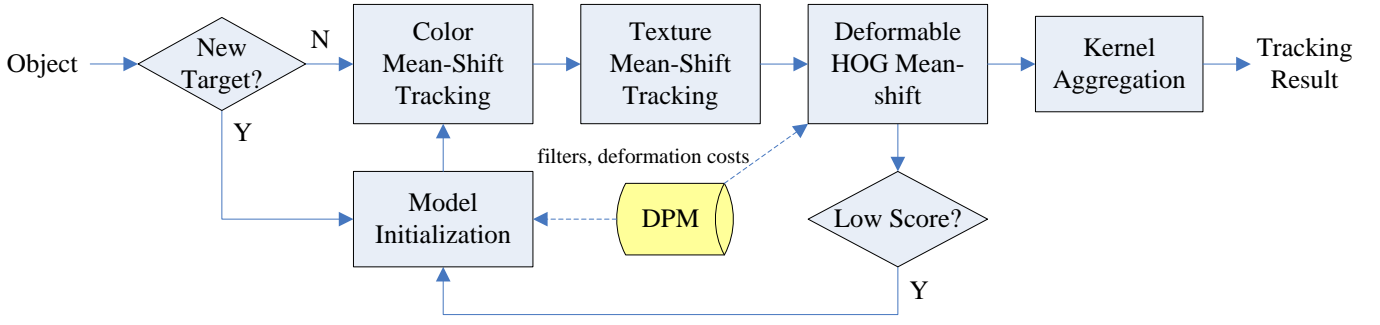 Object
New
Target?
N
Y
Color
Mean-Shift
Tracking
Texture
Mean-Shift
Tracking
Deformable
HOG Mean-
shift
Kernel
Aggregation
Tracking
Result
filters, deformation costs
Model
Initialization
DPM
Low Score?
Y